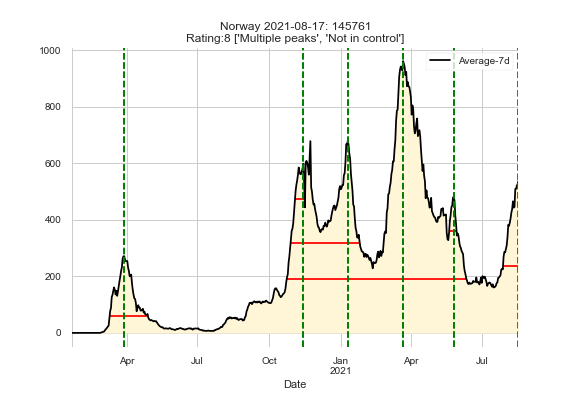 Norway 2021-08-17: 145761
Rating:8 ['Multiple peaks', 'Not in control']
1000
Average-7d
800
600
400
200
0
Apr Jul Oct Jan Apr Jul
2021
Date